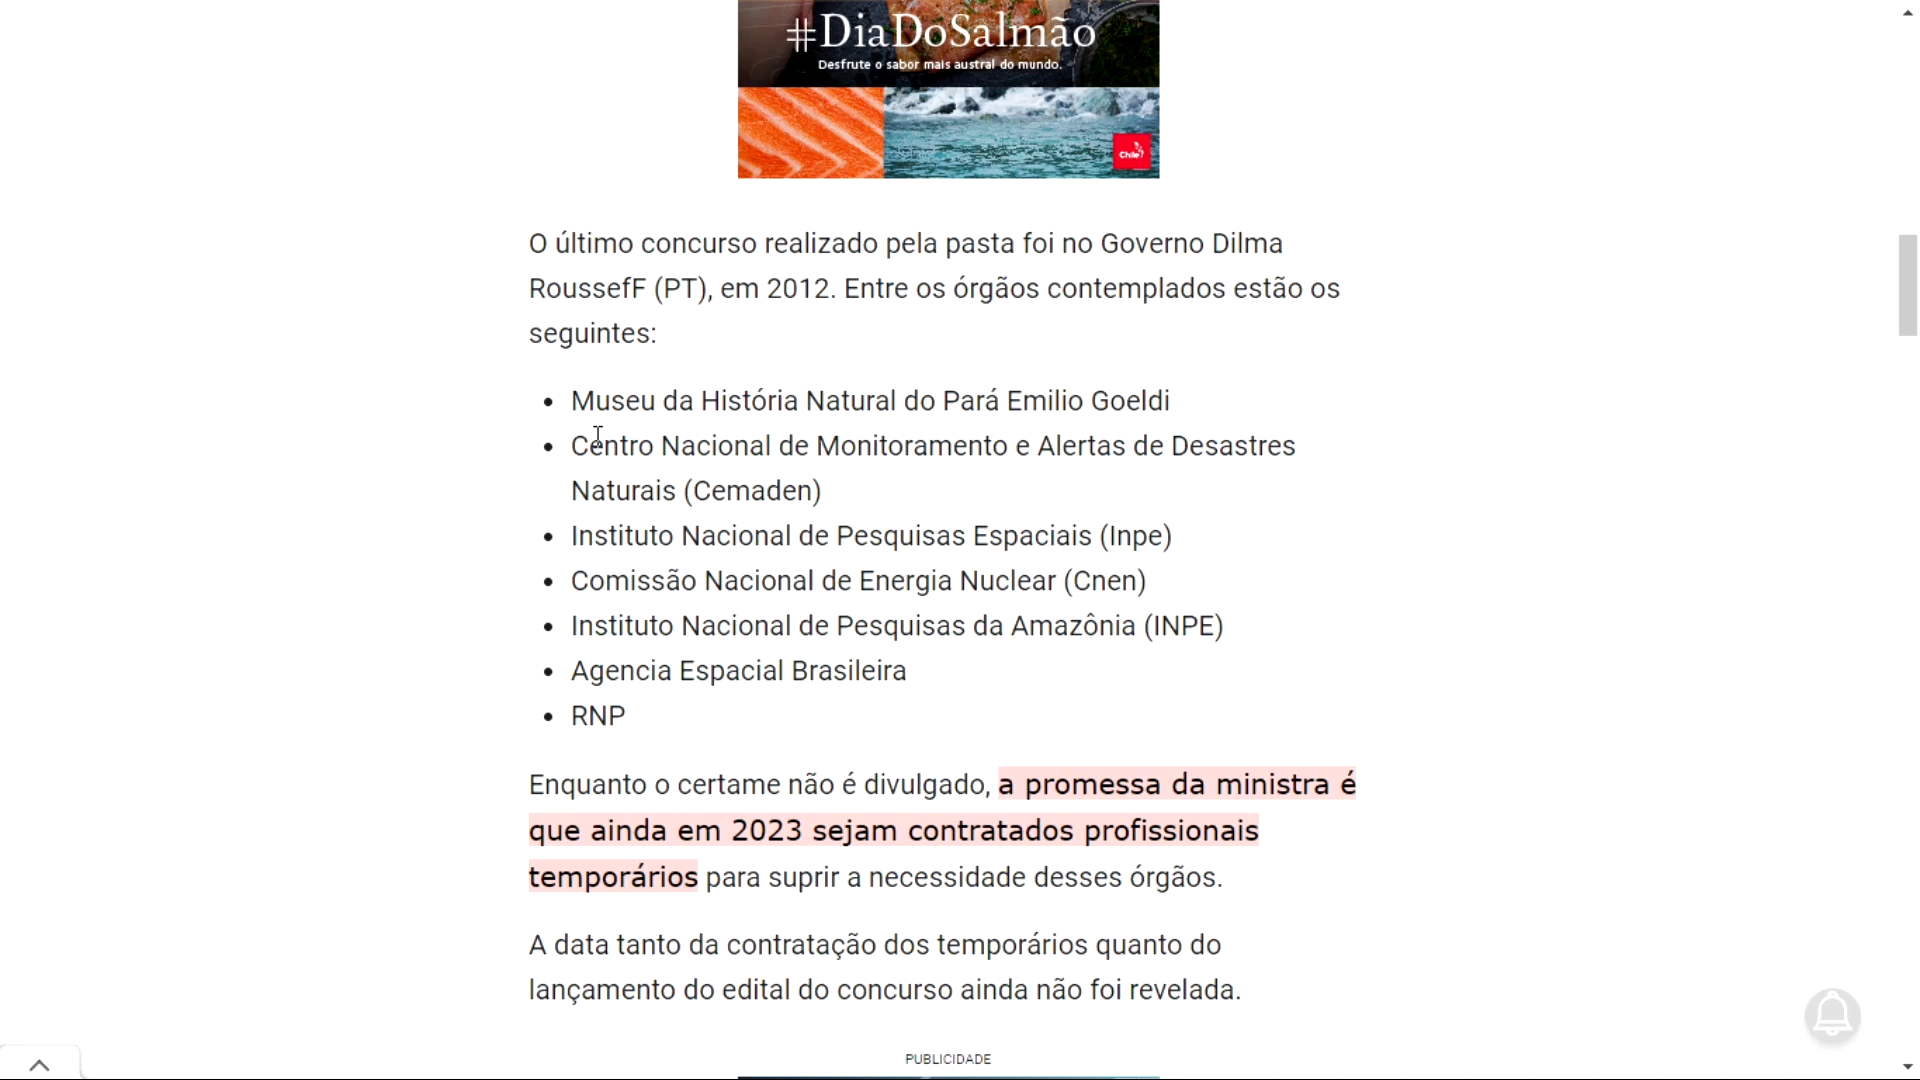 #DiaDoSalmão
Desfrute o sabor mais austral do mundo.
Chile
O último concurso realizado pela pasta foi no Governo Dilma
RoussefF (PT), em 2012. Entre os órgãos contemplados estão os
seguintes:
• Museu da História Natural do Pará Emilio Goeldi
• Centro Nacional de Monitoramento e Alertas de Desastres
Naturais (Cemaden)
• Instituto Nacional de Pesquisas Espaciais (Inpe)
• Comissão Nacional de Energia Nuclear (Cnen)
• Instituto Nacional de Pesquisas da Amazônia (INPE)
• Agencia Espacial Brasileira
• RNP
Enquanto o certame não é divulgado, a promessa da ministra é
que ainda em 2023 sejam contratados profissionais
temporários para suprir a necessidade desses órgãos.
A data tanto da contratação dos temporários quanto do
lançamento do edital do concurso ainda não foi revelada.
PUBLICIDADE